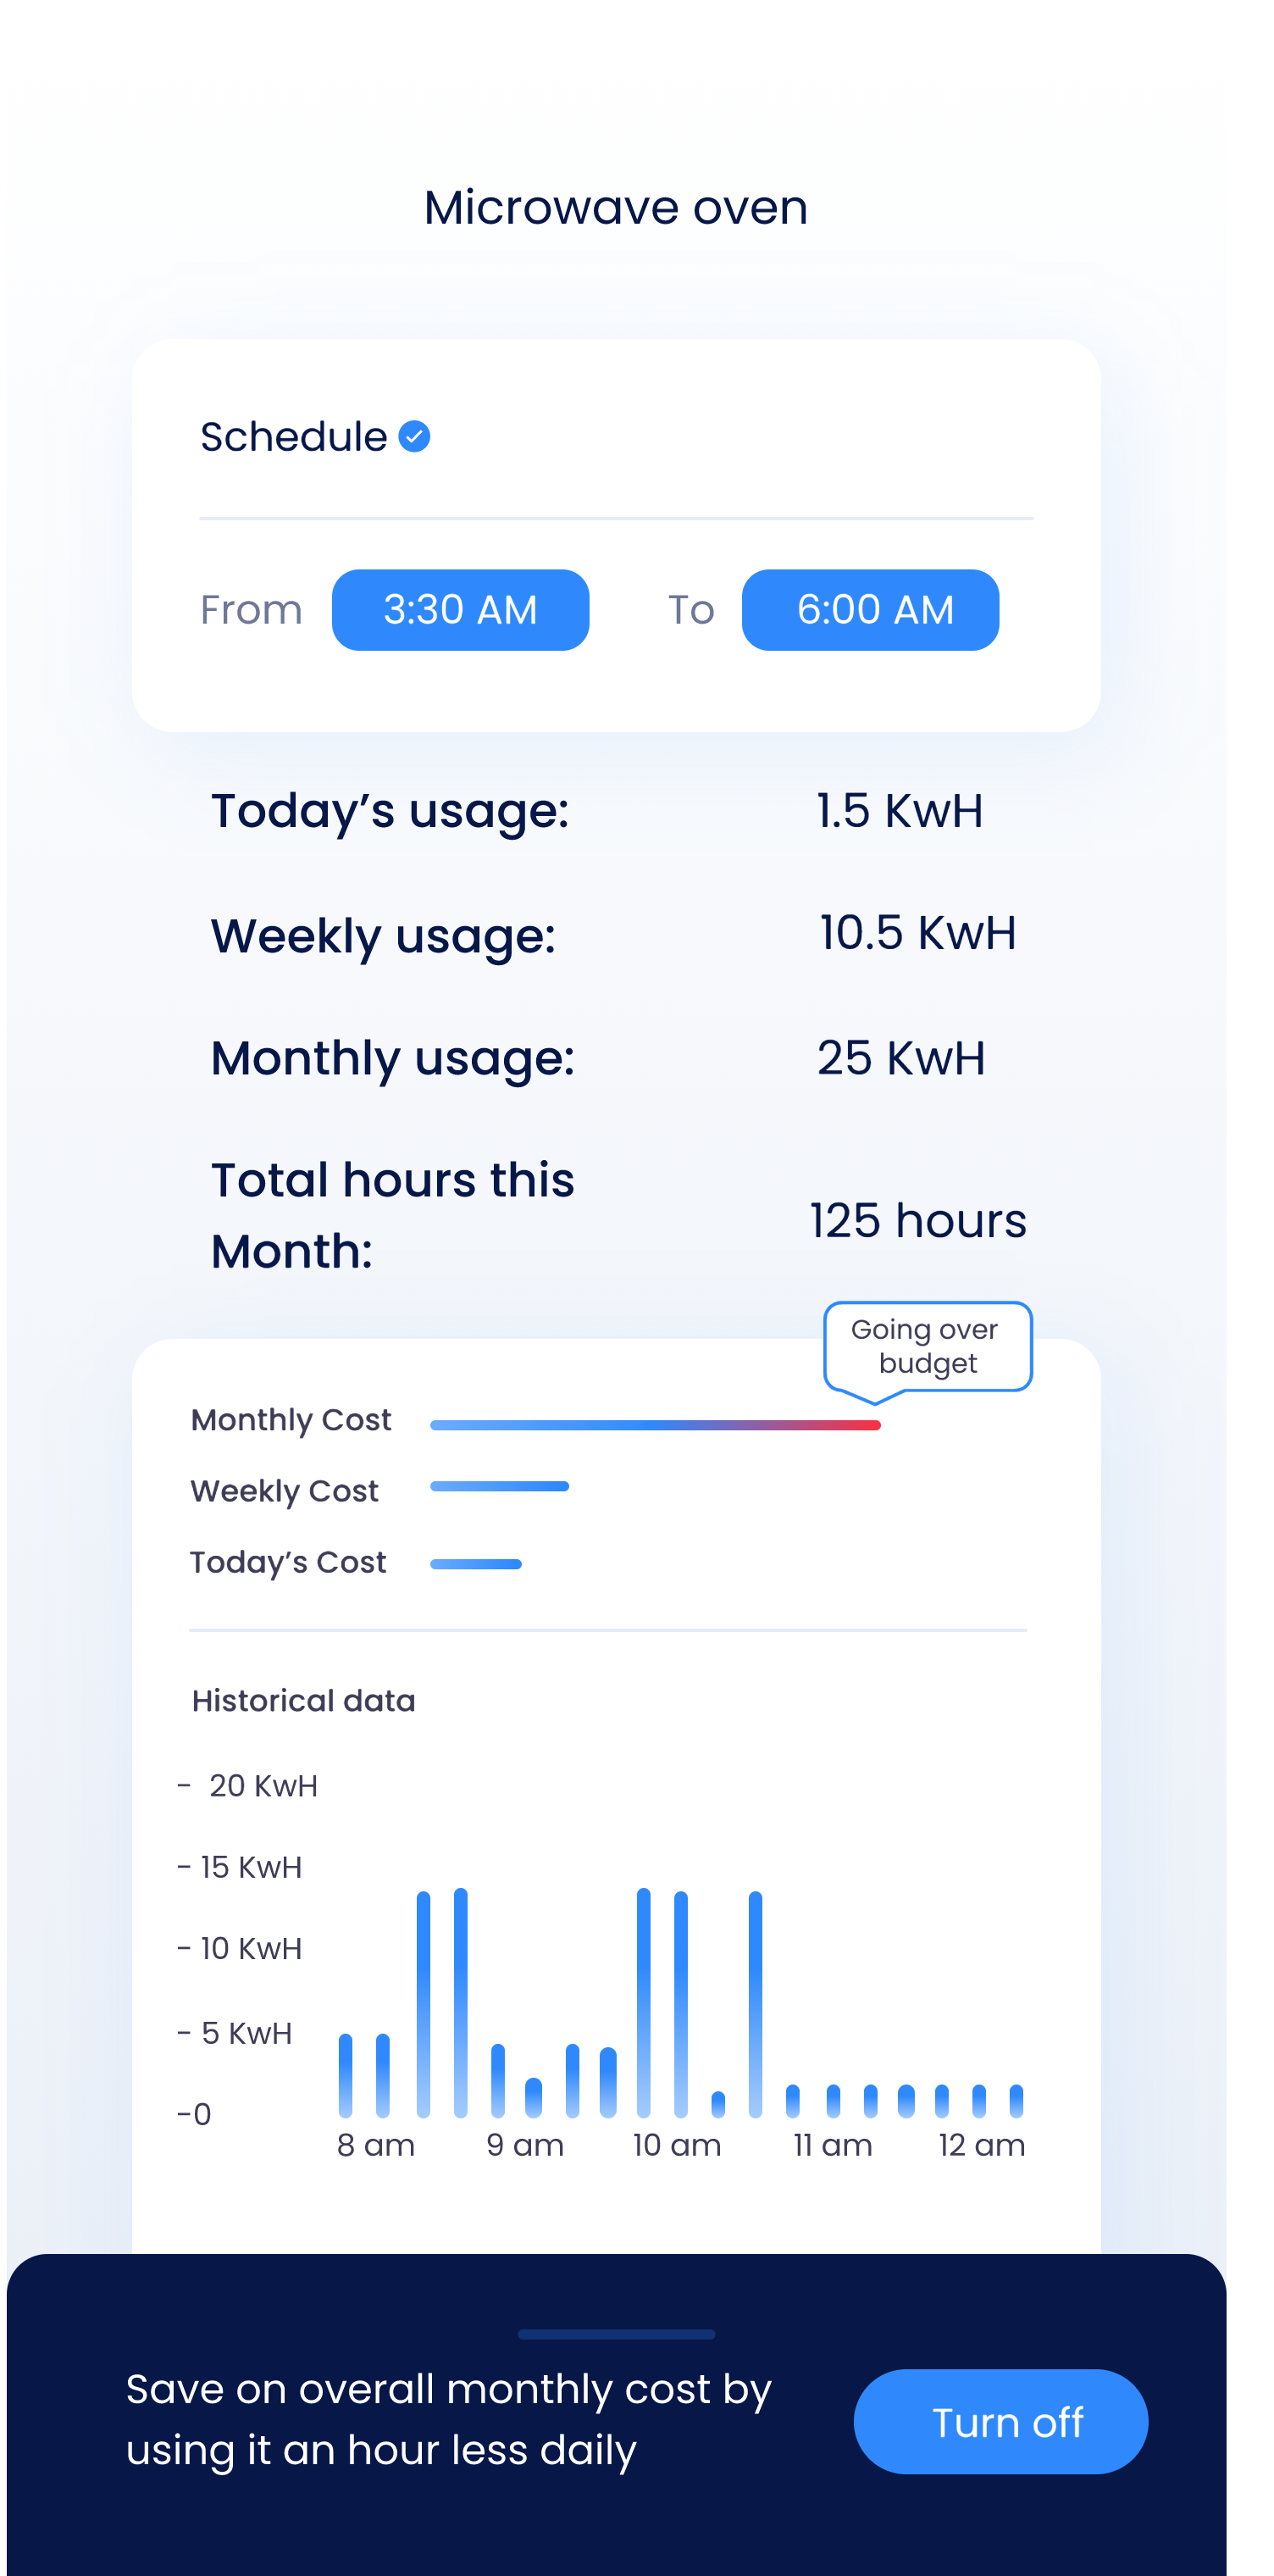 Microwave oven
Schedule
From 3:30 AM To 6:00 AM
Today’s usage: 1.5 KwH
Weekly usage: 10.5 KwH
Monthly usage: 25 KwH
Total hours this
Month:
125 hours
Going over
budget
Monthly Cost
Weekly Cost
Today’s Cost
Historical data
- 20 KwH
- 15 KwH
- 10 KwH
- 5 KwH
-0
8 am 9 am 10 am 11 am 12 am
Save on overall monthly cost by
using it an hour less daily
Turn off